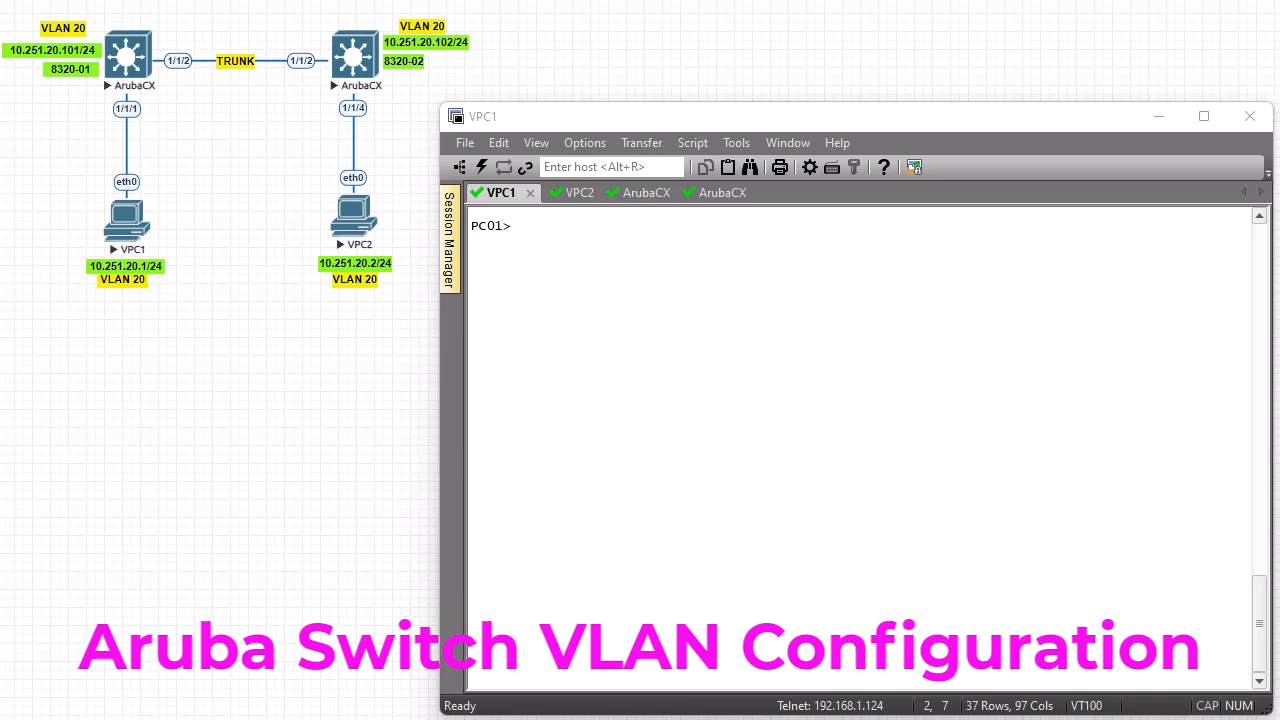 VLAN 20
10.251.20.101/24
8320-01
ArubaCX
1/1/2
TRUNK
1/1/2
VLAN 20
10.251.20.102/24
8320-02
ArubaCX
1/1/1
1/1/4
eth0
eth0
VPC1
VPC2
10.251.20.1/24
VLAN 20
10.251.20.2/24
VLAN 20
VPC1
File Edit View Options Transfer Script Tools Window Help
Enter host <Alt+R>
VPC1 VPC2 ArubaCX ArubaCX
Session Manager
PC01>
Aruba Switch VLAN Configuration
Ready Telnet: 192.168.1.124 2, 7 37 Rows, 97 Cols VT100 CAP NUM